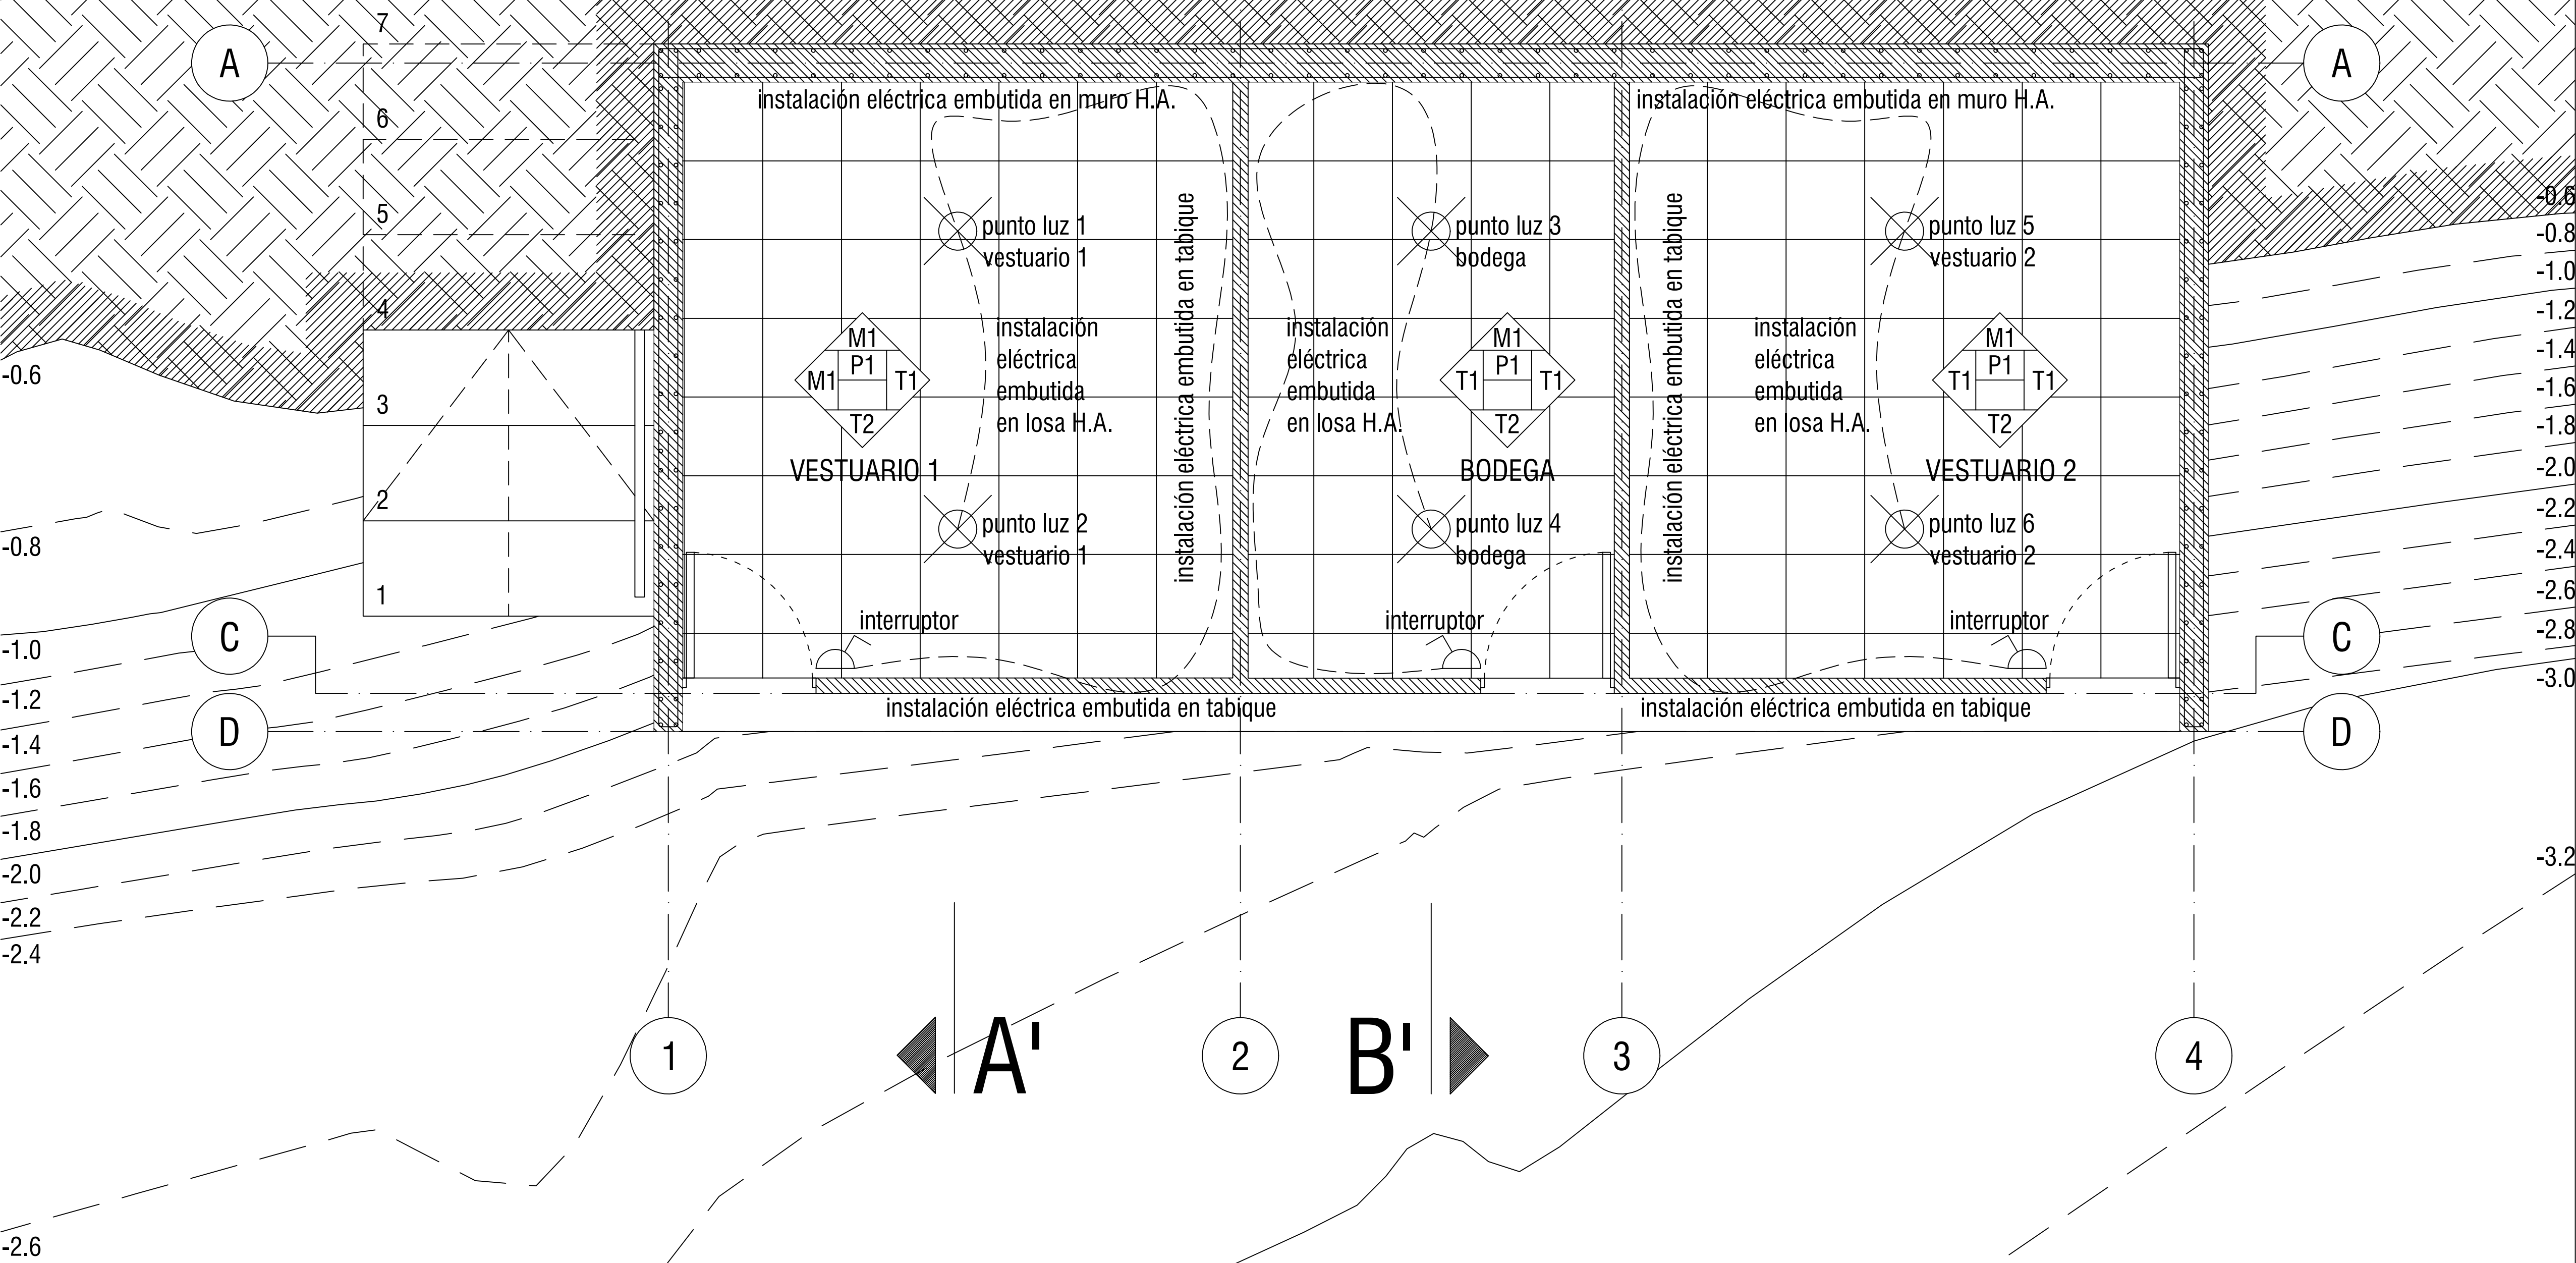 7
A
A
instalación eléctrica embutida en muro H.A.
instalación eléctrica embutida en muro H.A.
6
5
4
3
2
1
-0.6
-0.8
-1.0
-1.2
-1.4
-1.6
-1.8
-2.0
-2.2
-2.4
-2.6
punto luz 1
vestuario 1
instalación eléctrica embutida en tabique
punto luz 3
bodega
instalación eléctrica embutida en tabique
punto luz 5
vestuario 2
M1
P1
M1
T1
T2
instalación
eléctrica
embutida
en losa H.A.
VESTUARIO 1
instalación
eléctrica
embutida
en losa H.A.
M1
P1
T1
T1
T2
BODEGA
instalación
eléctrica
embutida
en losa H.A.
M1
P1
T1
T1
T2
VESTUARIO 2
punto luz 2
vestuario 1
punto luz 4
bodega
punto luz 6
vestuario 2
interruptor
interruptor
interruptor
C
C
instalación eléctrica embutida en tabique
instalación eléctrica embutida en tabique
D
D
-0.6
-0.8
-1.0
-1.2
-1.4
-1.6
-1.8
-2.0
-2.2
-2.4
-2.6
-2.8
-3.0
-3.2
1
A'
2
B'
3
4